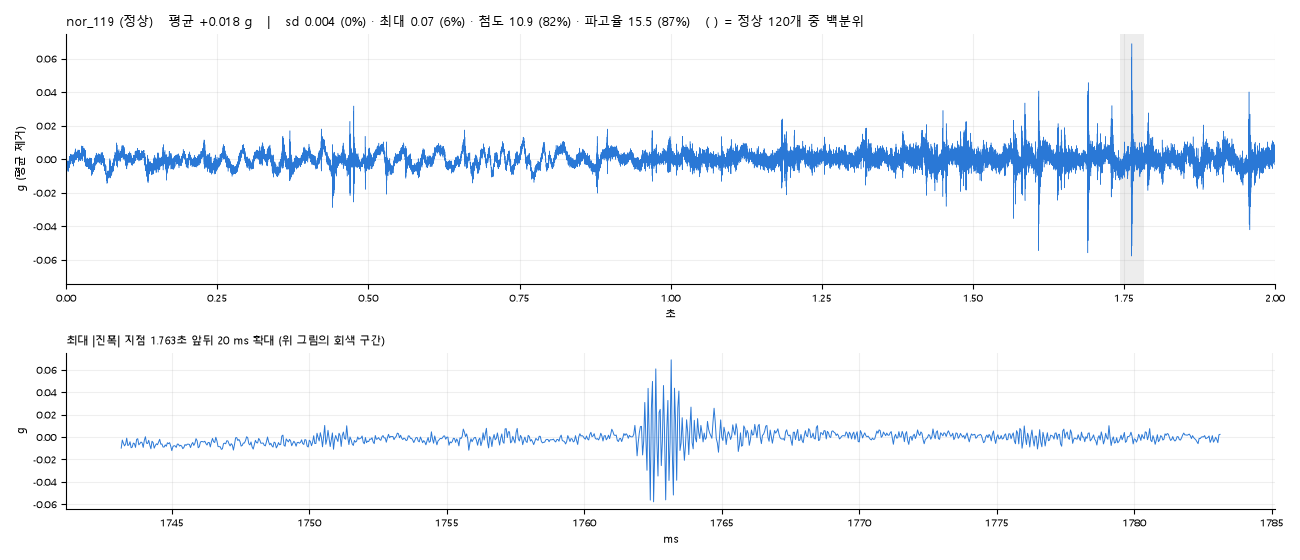 nor_119 (정상) 평균 +0.018 g | sd 0.004 (0%) · 최대 0.07 (6%) · 첨도 10.9 (82%) · 파고율 15.5 (87%) ( ) = 정상 120개 중 백분위
g (평균 제거)
0.06
0.04
0.02
0.00
-0.02
-0.04
-0.06
0.00 0.25 0.50 0.75 1.00 1.25 1.50 1.75 2.00
초
최대 |진폭| 지점 1.763초 앞뒤 20 ms 확대 (위 그림의 회색 구간)
g
0.06
0.04
0.02
0.00
-0.02
-0.04
-0.06
1745 1750 1755 1760 1765 1770 1775 1780 1785
ms